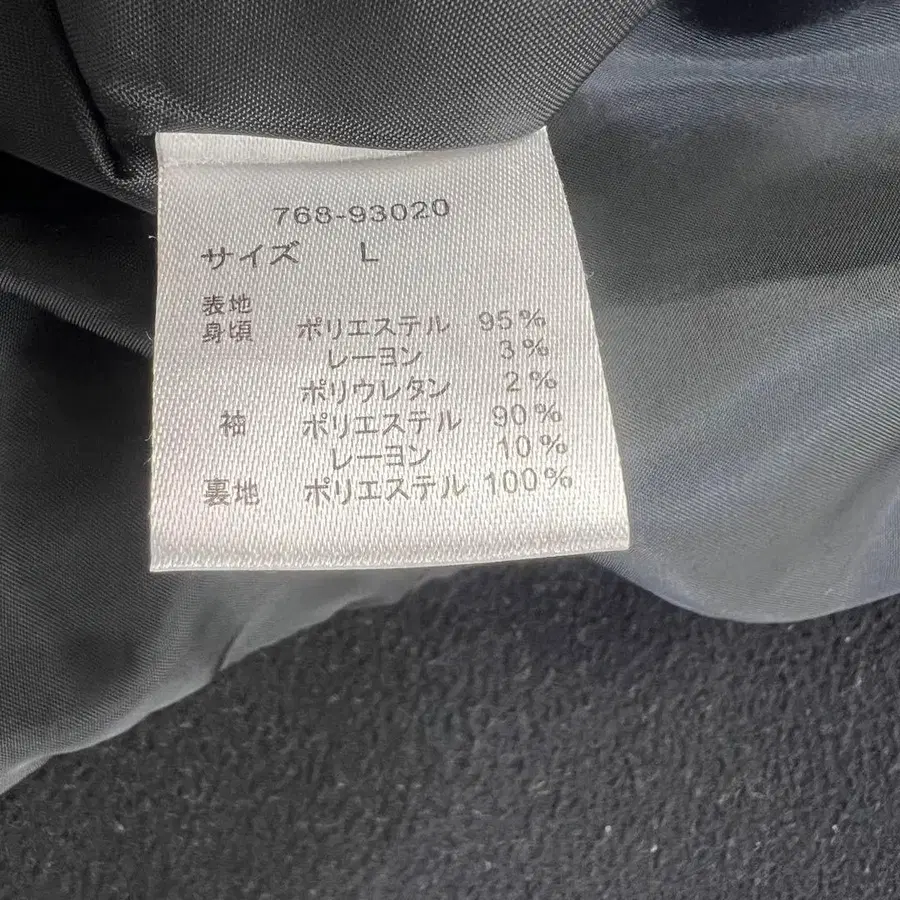 768-93020
サイズ L
表地
身頃 ポリエステル 95%
レーヨン 3%
ポリウレタン 2%
袖 ポリエステル 90%
レーヨン 10%
裏地 ポリエステル 100%